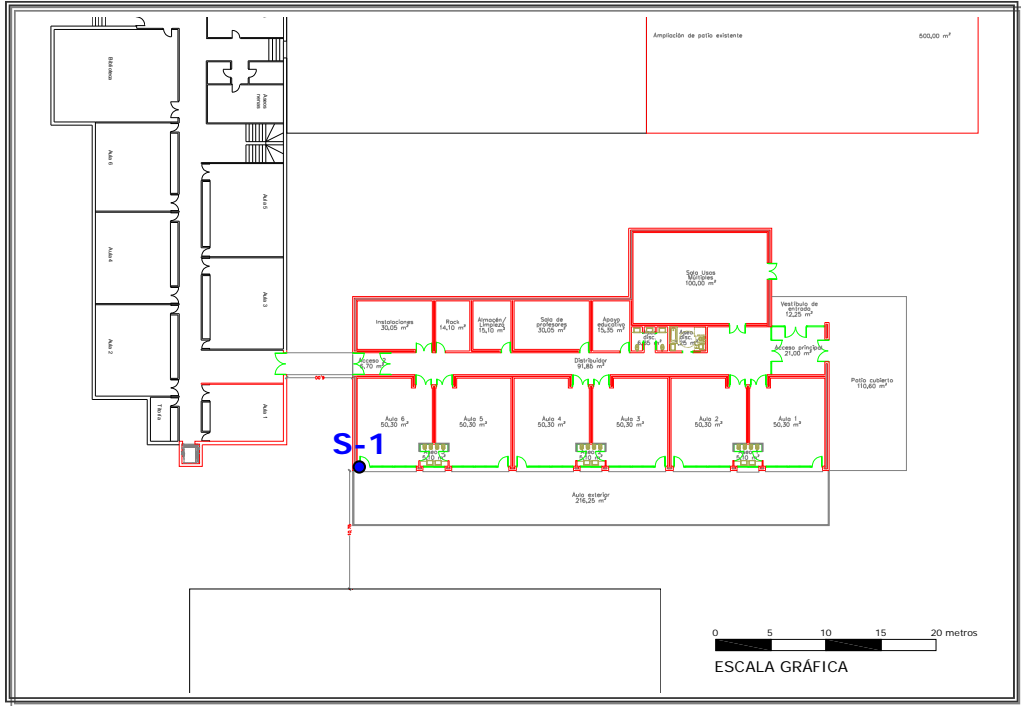 Ampliación de patio existente
500,00 m²
Biblioteca
Aseos
Aula 6
Aula 5
Aula 4
Aula 3
Aula 2
Aula 1
Tutoría
Sala Usos
Múltiples
100,00 m²
Instalaciones
30,05 m²
Rack
14,10 m²
Almacén/
Limpieza
15,10 m²
Sala de
profesores
30,05 m²
Apoyo
educativo
15,35 m²
Vestíbulo de
entrada
12,25 m²
Acceso principal
21,00 m²
Distribuidor
91,85 m²
Acceso 2
Patio cubierto
110,60 m²
Aula 6
50,30 m²
Aula 5
50,30 m²
Aula 4
50,30 m²
Aula 3
50,30 m²
Aula 2
50,30 m²
Aula 1
50,30 m²
S-1
Aula exterior
216,25 m²
0 5 10 15 20 metros
ESCALA GRÁFICA